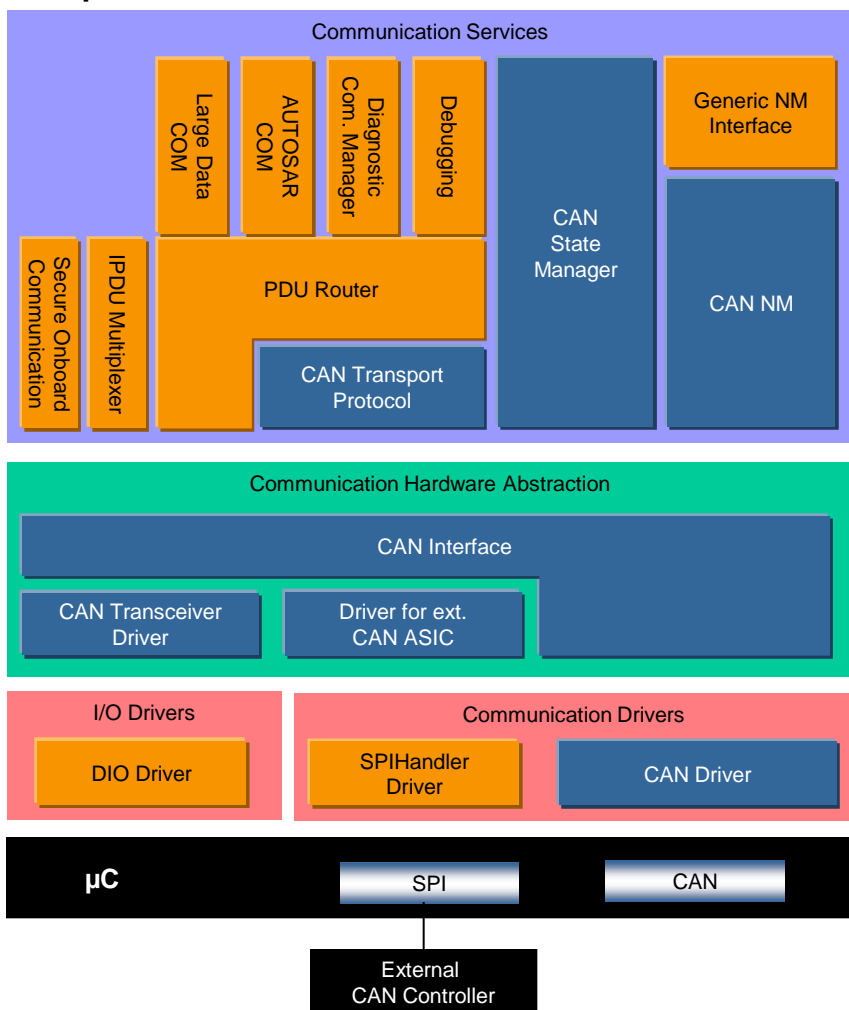 Communication Services
Large Data
COM
AUTOSAR
COM
Diagnostic
Com. Manager
Debugging
CAN
State
Manager
Generic NM
Interface
Secure Onboard
Communication
IPDU Multiplexer
PDU Router
CAN Transport
Protocol
CAN NM
Communication Hardware Abstraction
CAN Interface
CAN Transceiver
Driver
Driver for ext.
CAN ASIC
I/O Drivers
DIO Driver
Communication Drivers
SPIHandler
Driver
CAN Driver
µC
SPI
CAN
External
CAN Controller